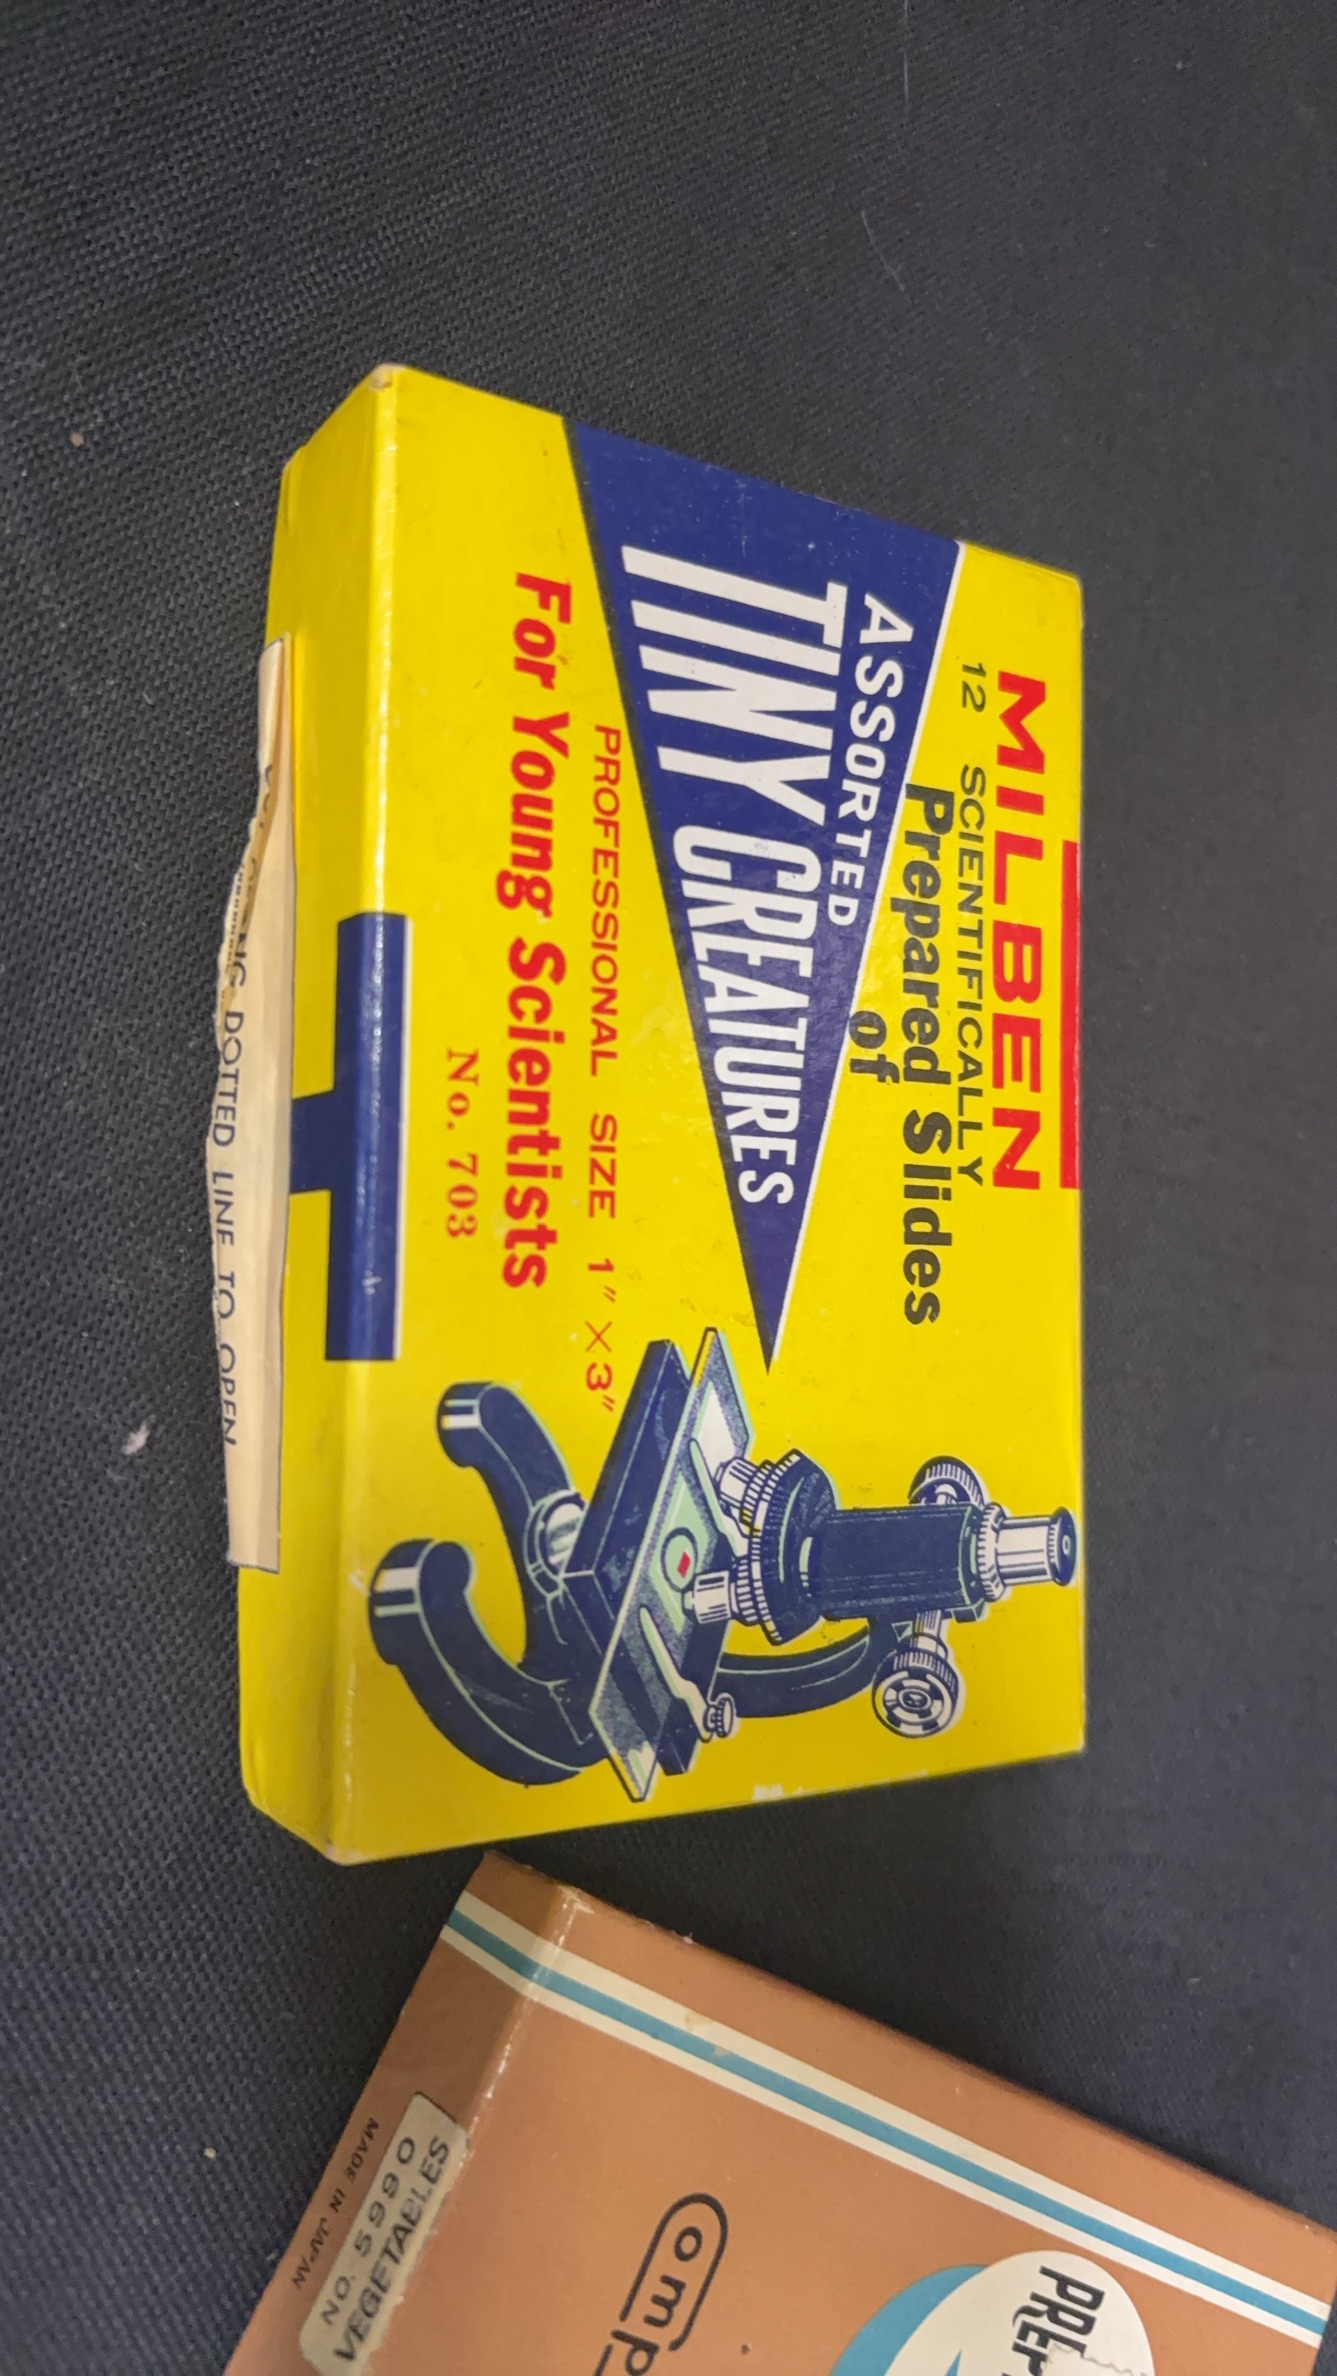 MILBEN
12 SCIENTIFICALLY
Prepared Slides
of
ASSORTED
TINY CREATURES
PROFESSIONAL SIZE 1" × 3"
For Young Scientists
No. 703
DOTTED LINE TO OPEN
MADE IN JAPAN
NO. 5990
VEGETABLES